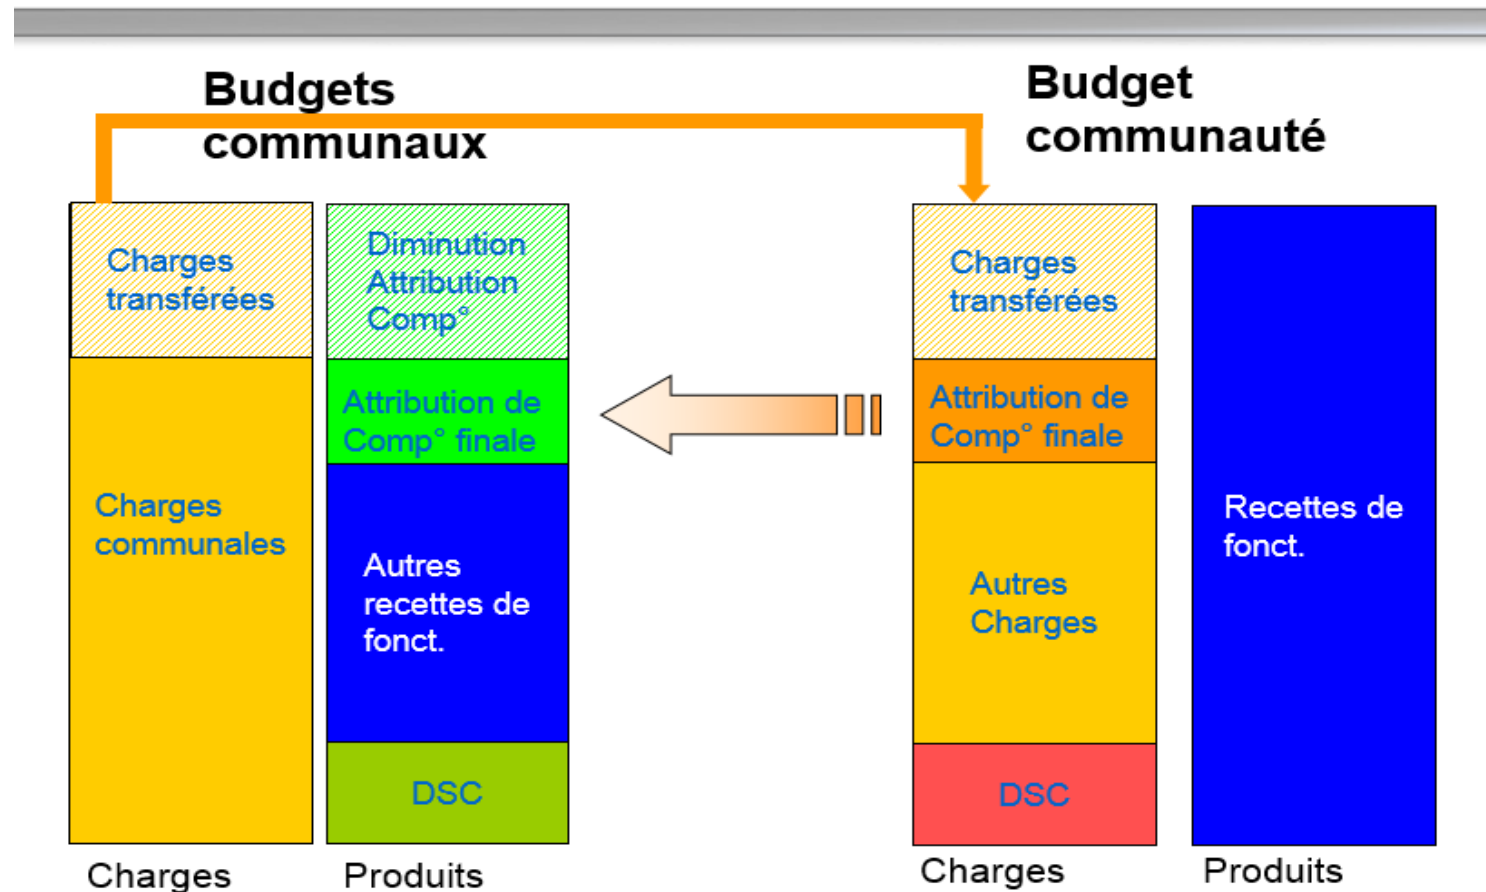 Budgets
communaux
Budget
communauté
Charges
transférées
Charges
communales
Charges
Diminution
Attribution
Comp°
Attribution de
Comp° finale
Autres
recettes de
fonct.
DSC
Produits
Charges
transférées
Attribution de
Comp° finale
Autres
Charges
DSC
Charges
Recettes de
fonct.
Produits